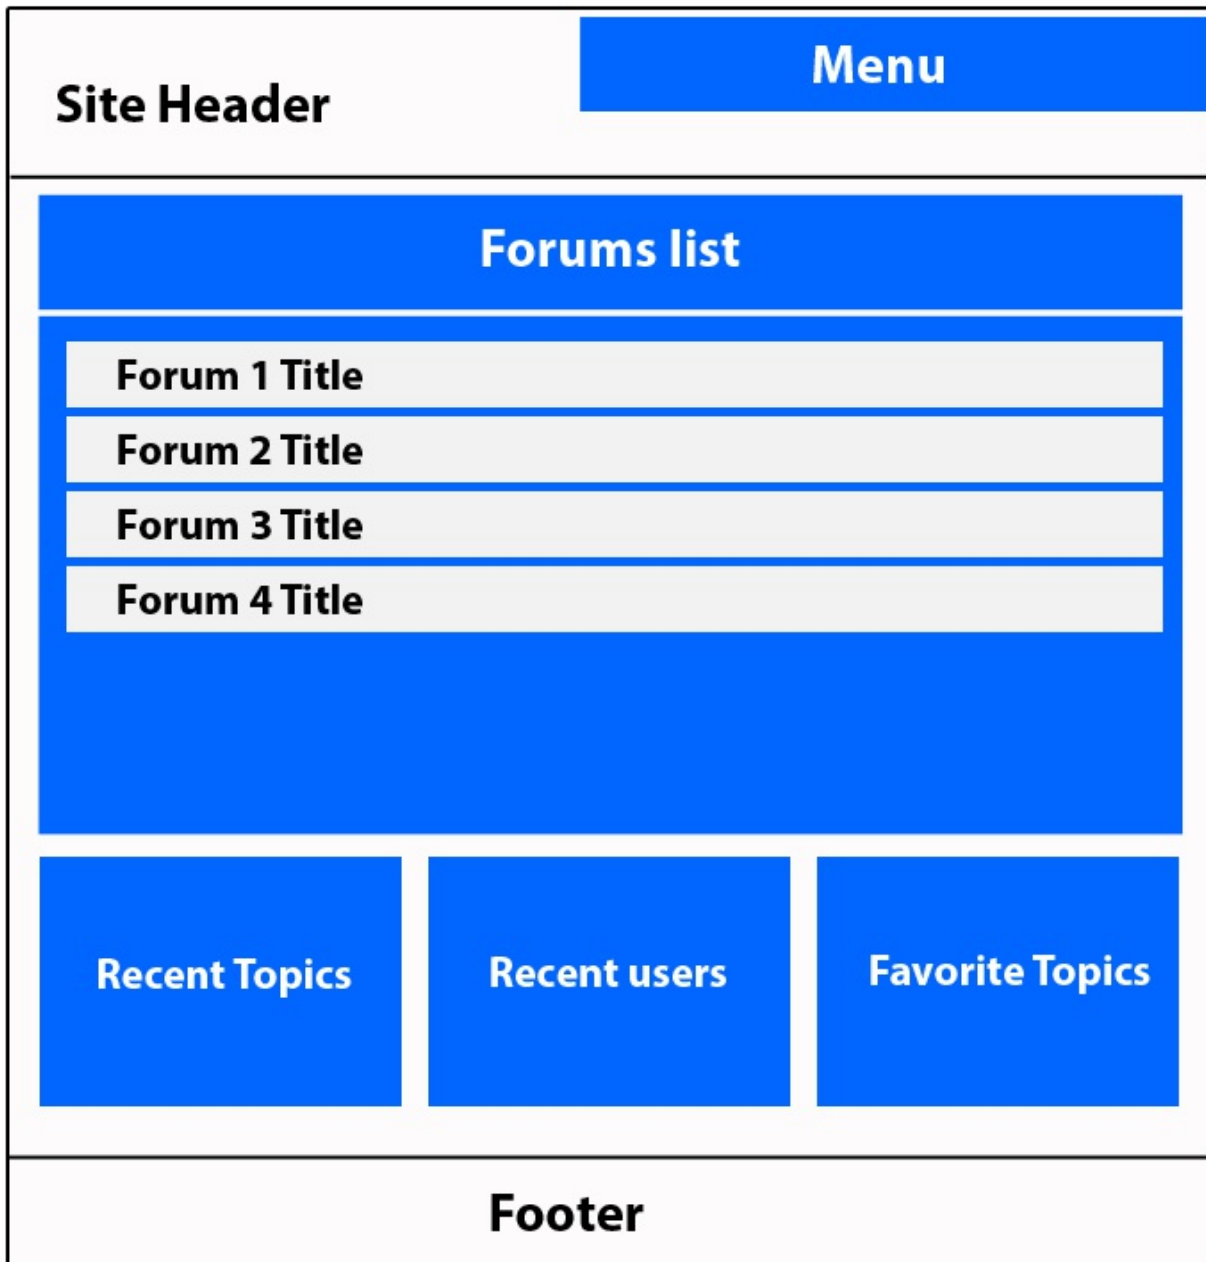 Menu
Site Header
Forums list
Forum 1 Title
Forum 2 Title
Forum 3 Title
Forum 4 Title
Recent Topics
Recent users
Favorite Topics
Footer